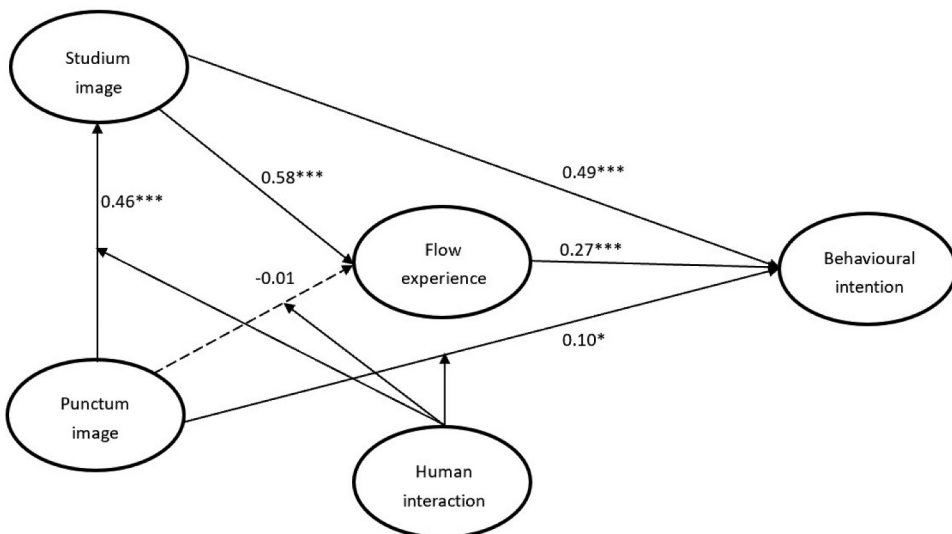 Studium
image
0.58***
0.49***
0.46***
Flow
experience
0.27***
Behavioural
intention
-0.01
0.10*
Punctum
image
Human
interaction